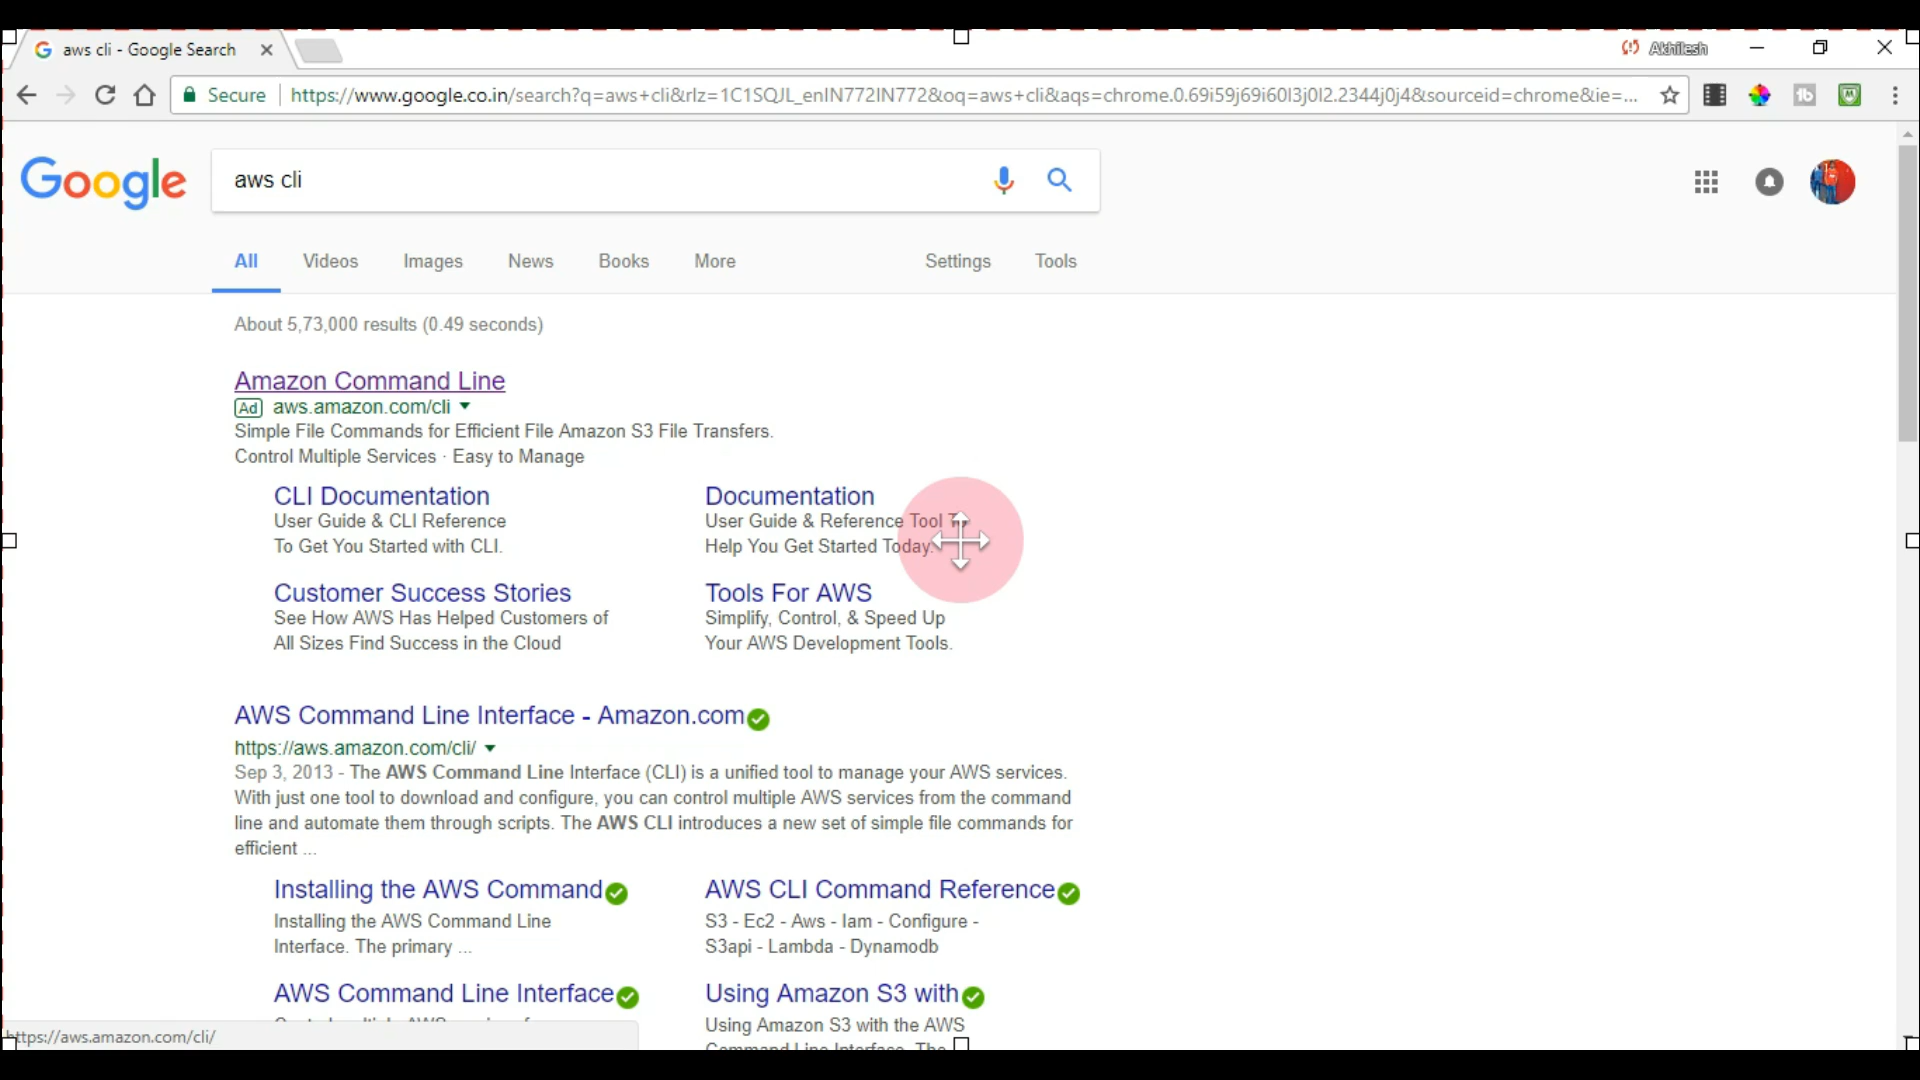 aws cli - Google Search
Akhilesh
Secure
https://www.google.co.in/search?q=aws+cli&rlz=1C1SQJL_enIN772IN772&oq=aws+cli&aqs=chrome.0.69i59j69i60l3j0l2.2344j0j4&sourceid=chrome&ie=...
Google
aws cli
All Videos Images News Books More Settings Tools
About 5,73,000 results (0.49 seconds)
Amazon Command Line
Ad aws.amazon.com/cli
Simple File Commands for Efficient File Amazon S3 File Transfers.
Control Multiple Services · Easy to Manage
CLI Documentation
User Guide & CLI Reference
To Get You Started with CLI.
Documentation
User Guide & Reference Tool
Help You Get Started Today.
Customer Success Stories
See How AWS Has Helped Customers of
All Sizes Find Success in the Cloud
Tools For AWS
Simplify, Control, & Speed Up
Your AWS Development Tools.
AWS Command Line Interface - Amazon.com
https://aws.amazon.com/cli/
Sep 3, 2013 - The AWS Command Line Interface (CLI) is a unified tool to manage your AWS services.
With just one tool to download and configure, you can control multiple AWS services from the command
line and automate them through scripts. The AWS CLI introduces a new set of simple file commands for
efficient ...
Installing the AWS Command
Installing the AWS Command Line
Interface. The primary ...
AWS CLI Command Reference
S3 - Ec2 - Aws - Iam - Configure -
S3api - Lambda - Dynamodb
AWS Command Line Interface
Using Amazon S3 with
Using Amazon S3 with the AWS
Command Line Interface. The
https://aws.amazon.com/cli/